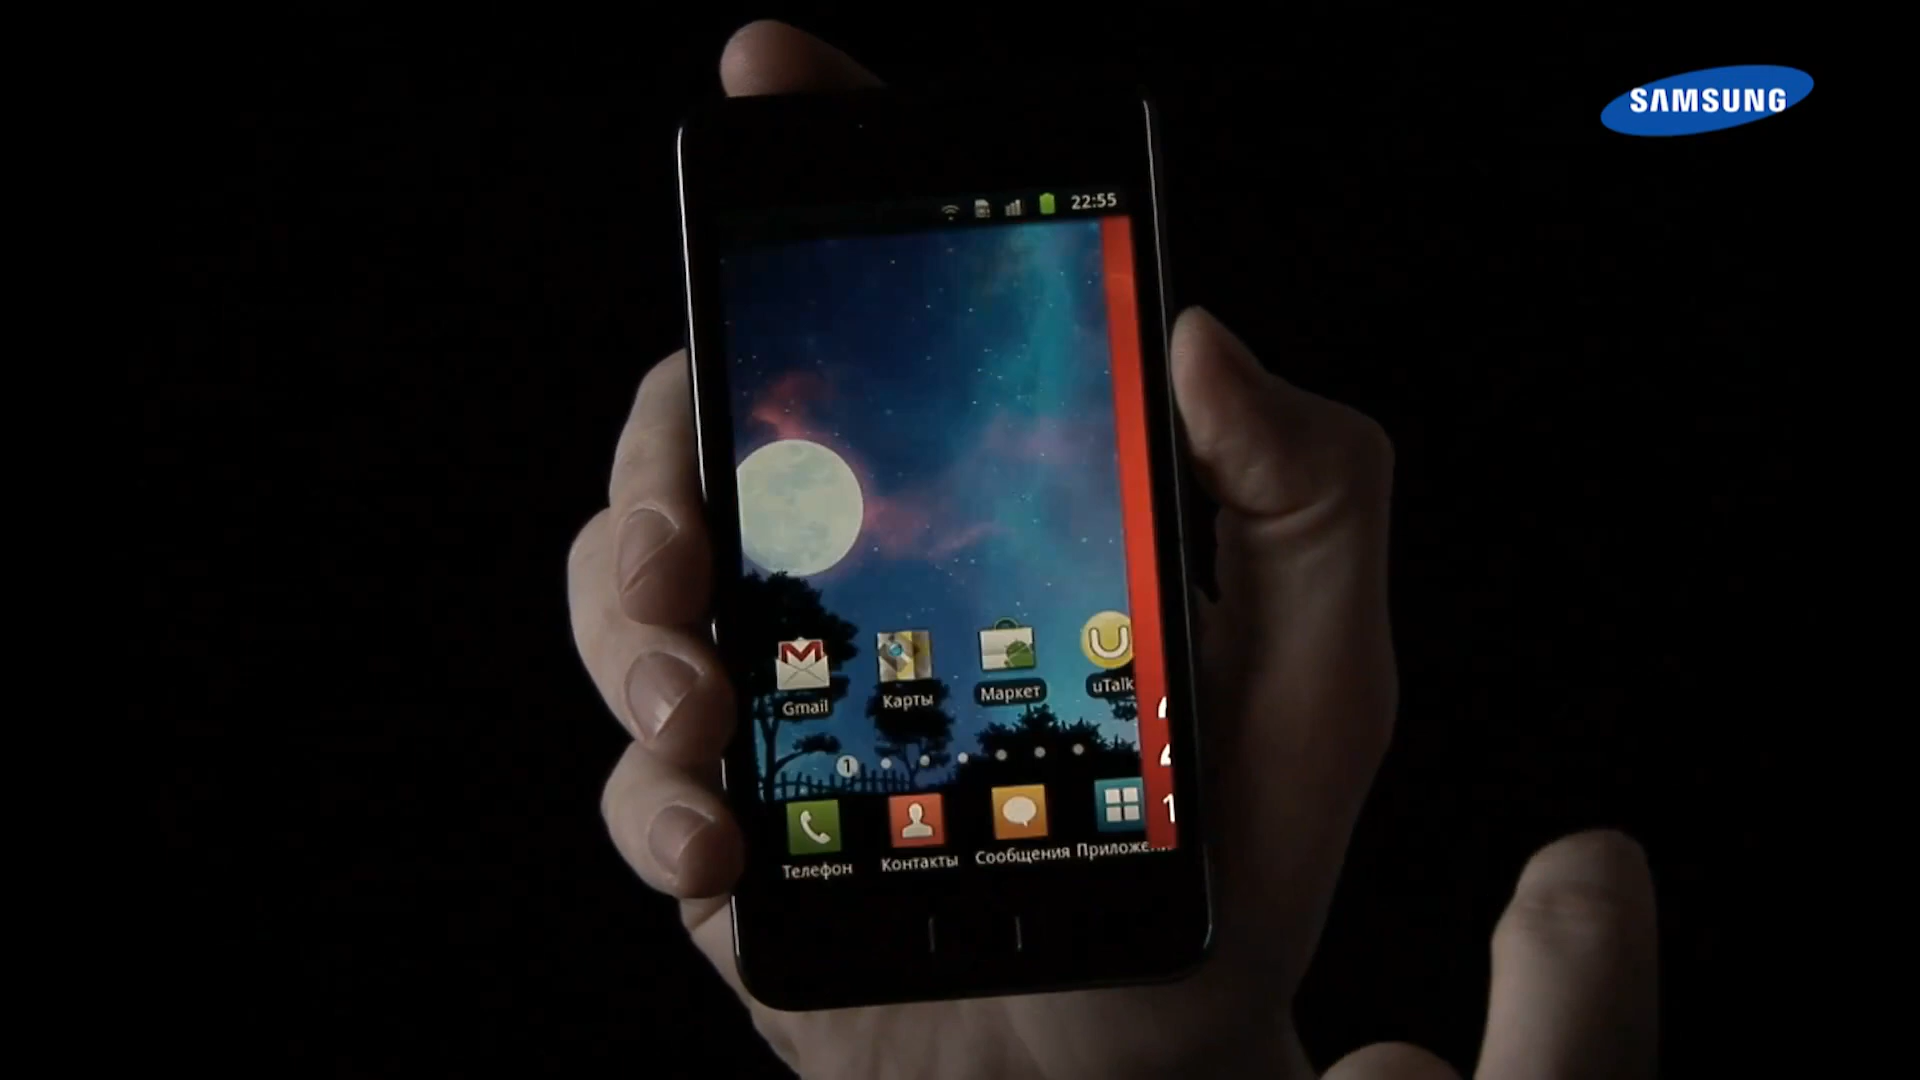 SAMSUNG
22:55
Gmail
Карты
Маркет
uTalk
1
Телефон
Контакты
Сообщения